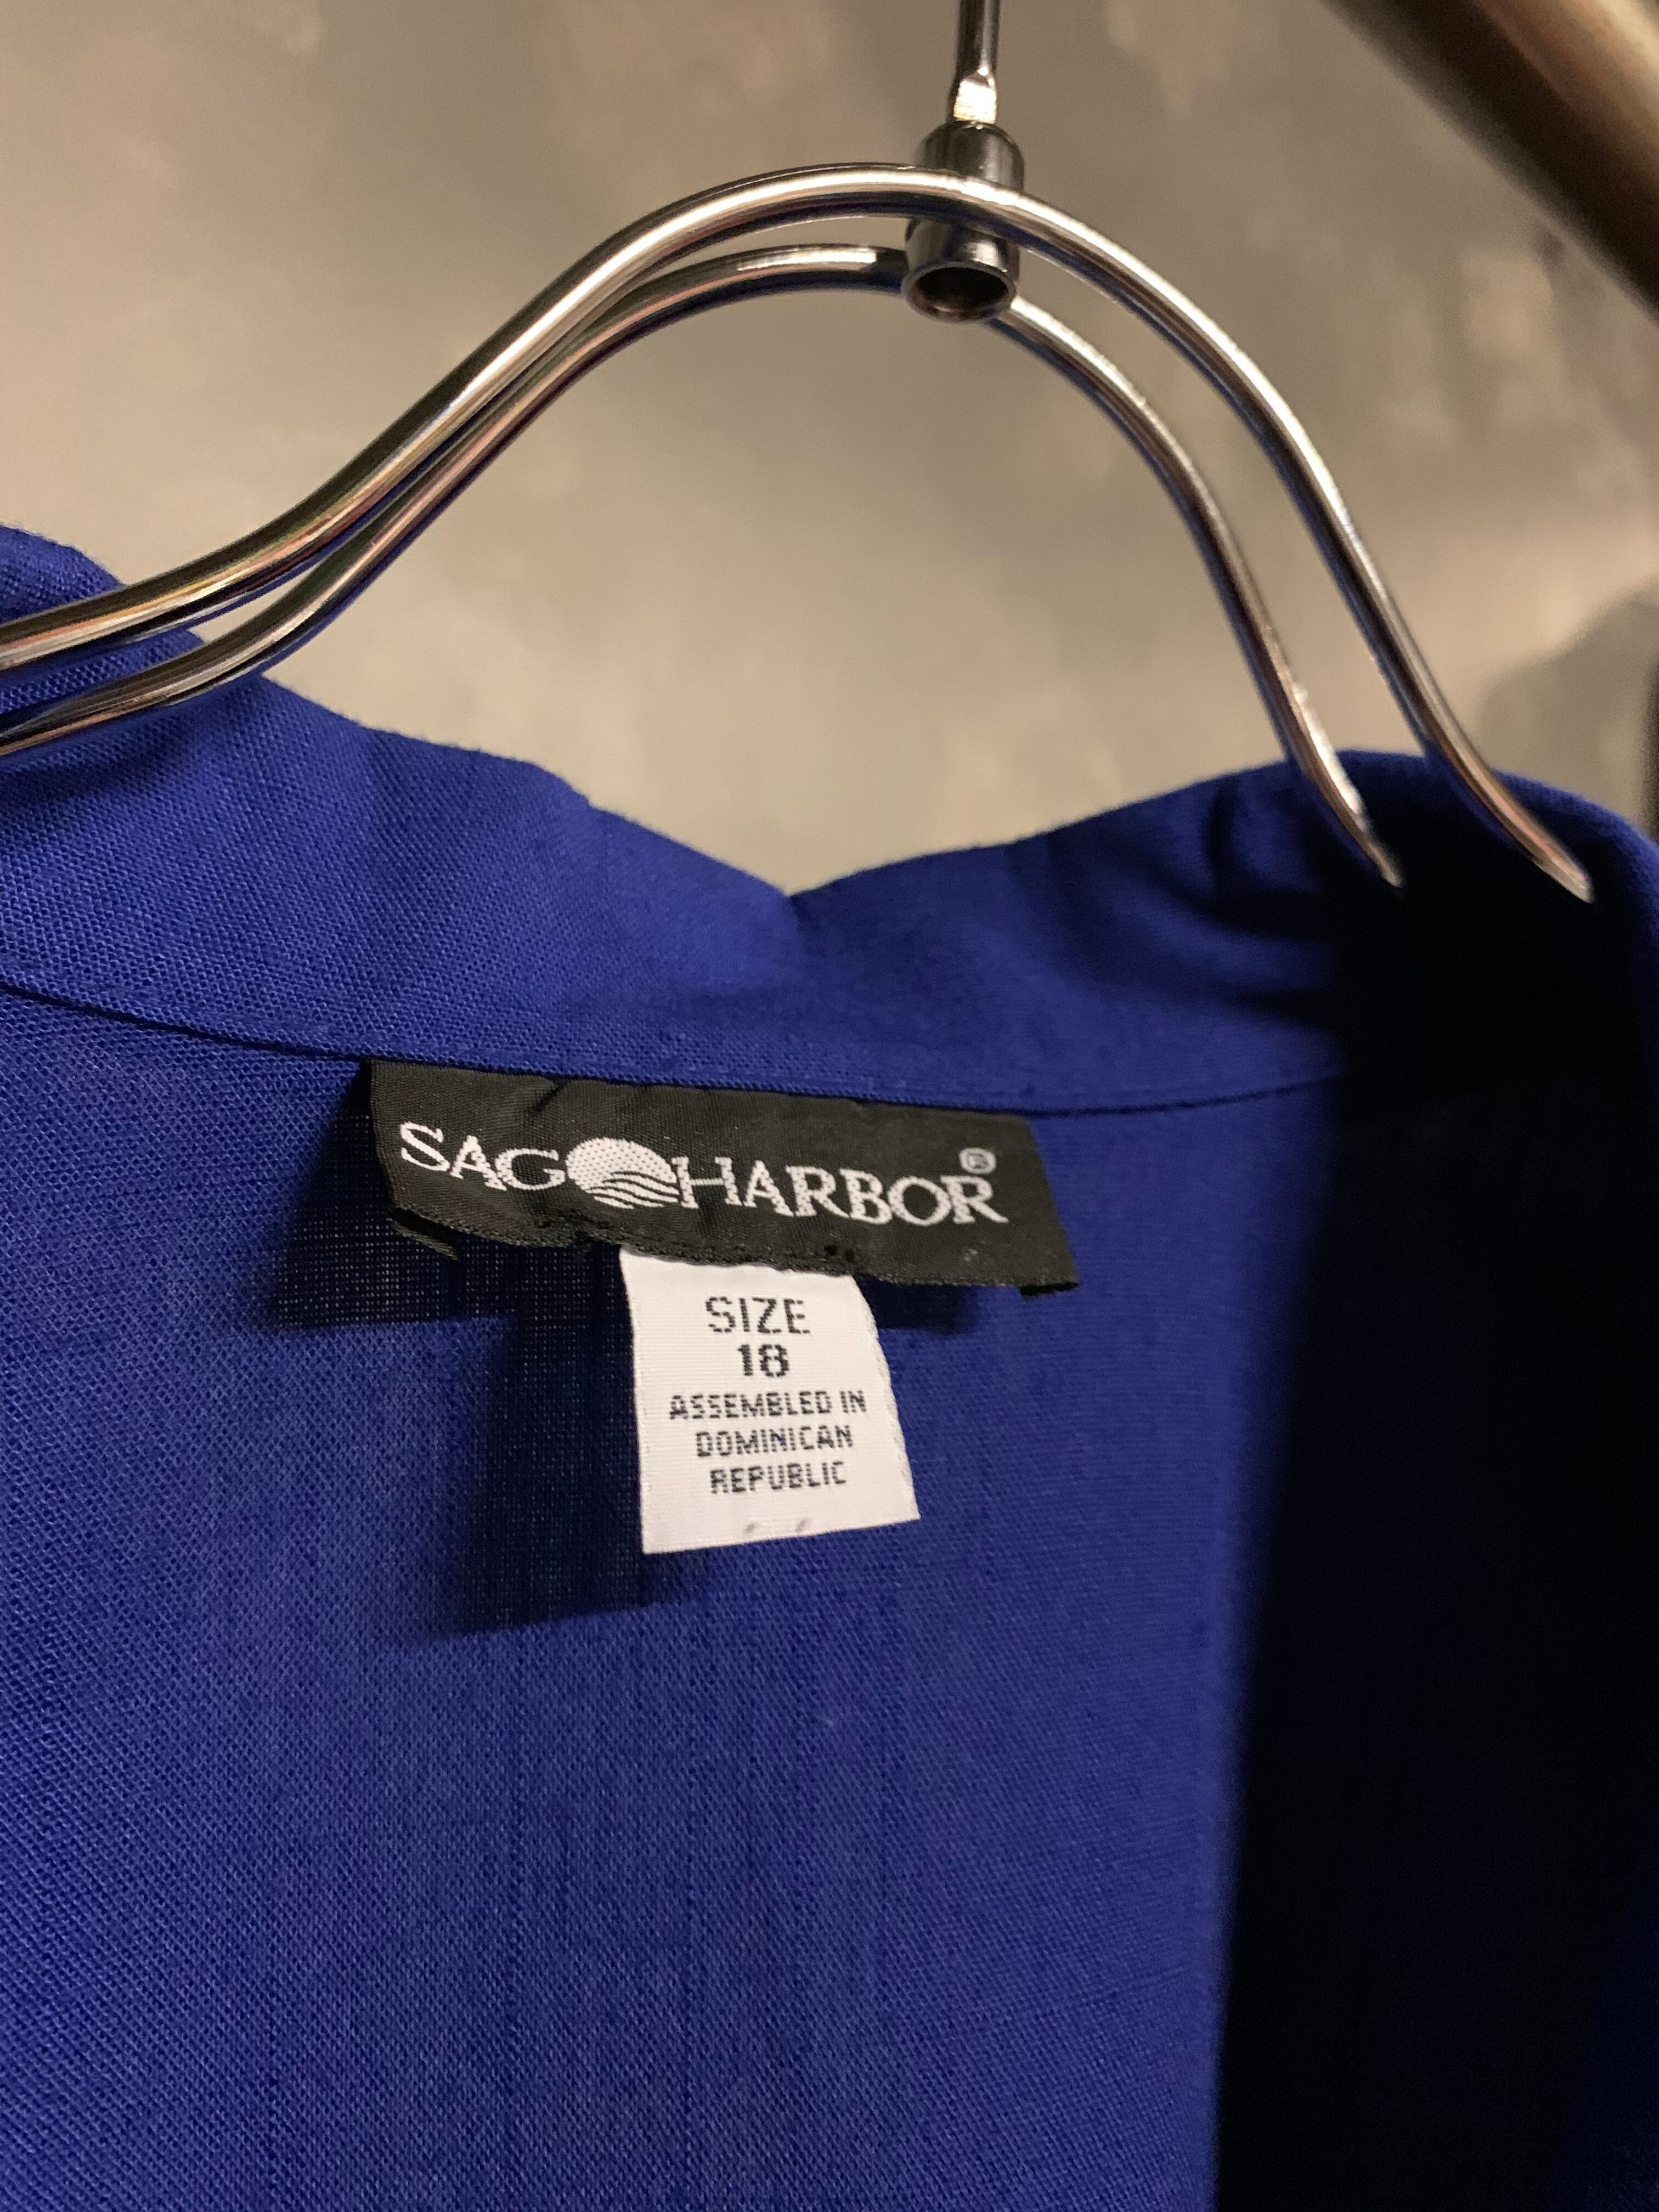 SAG HARBOR®
SIZE
18
ASSEMBLED IN
DOMINICAN
REPUBLIC